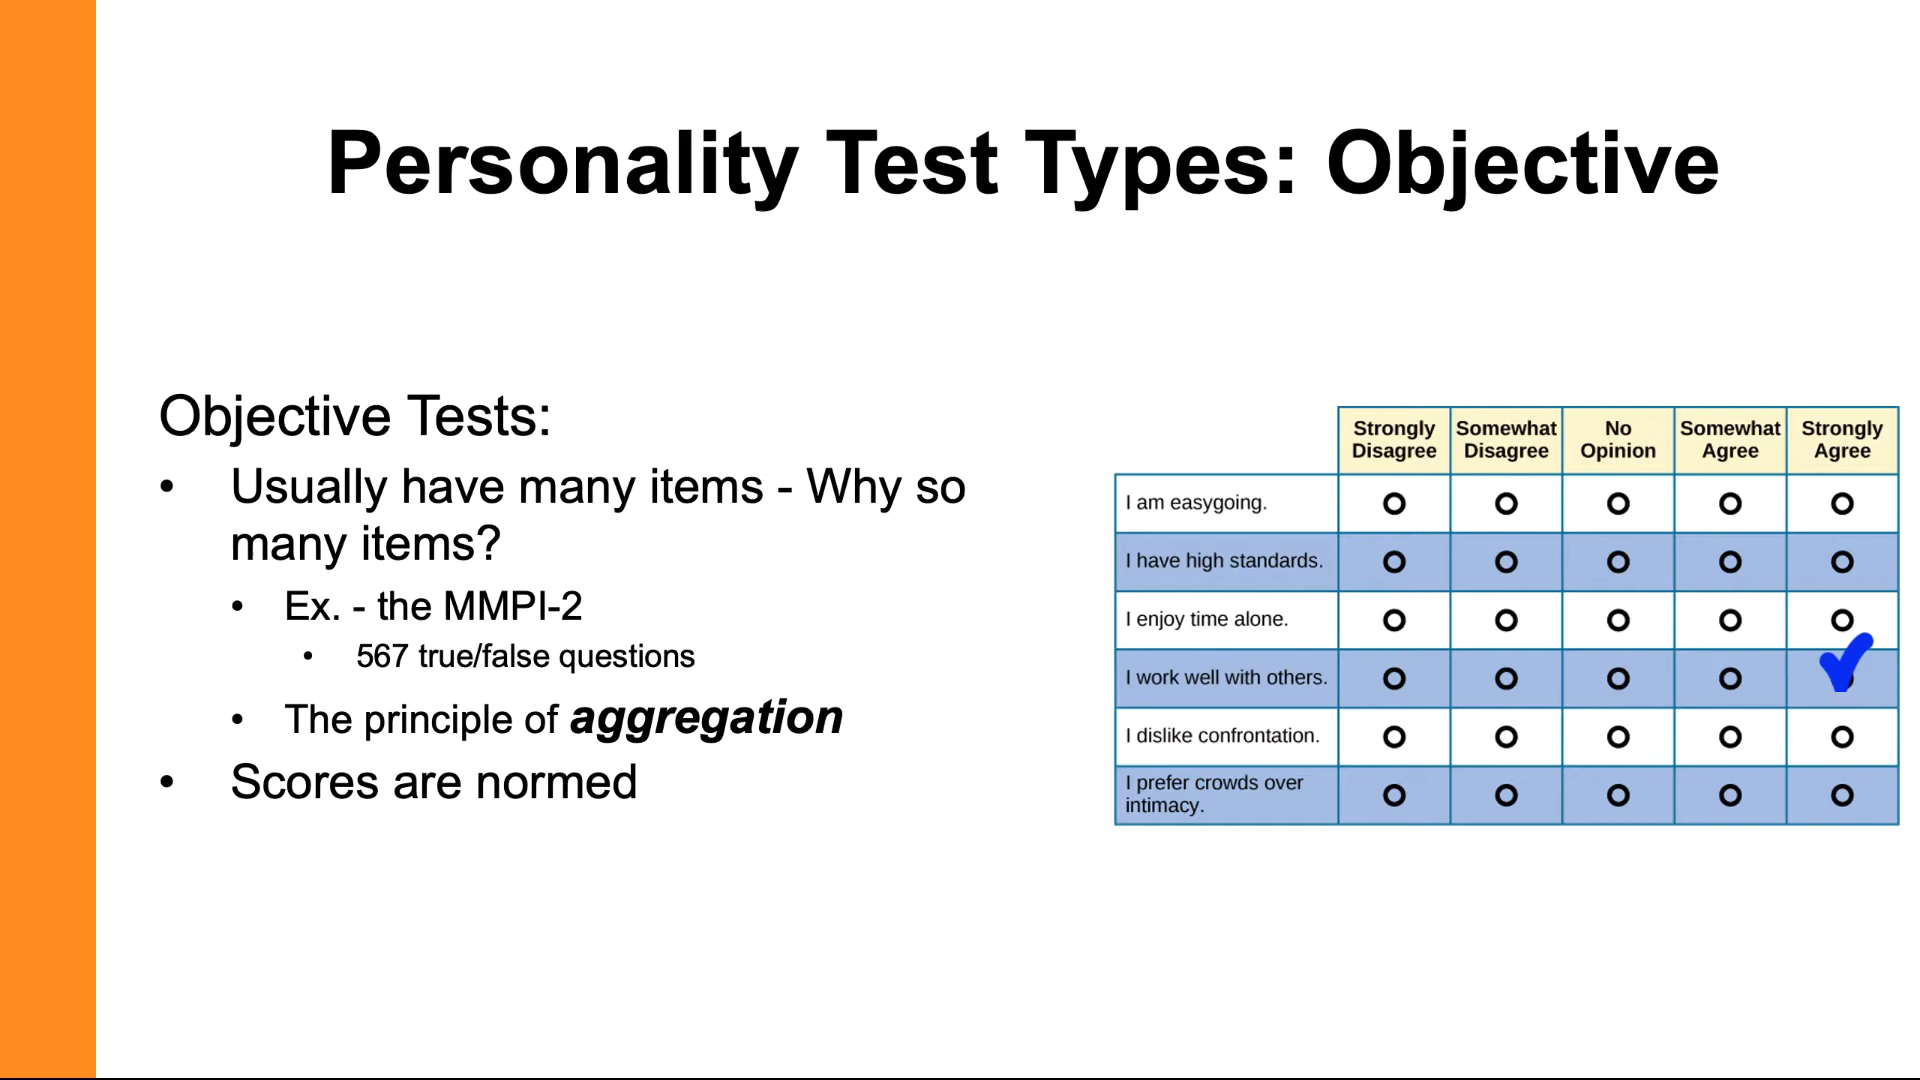 Personality Test Types: Objective
Objective Tests:
• Usually have many items - Why so
many items?
• Ex. - the MMPI-2
• 567 true/false questions
• The principle of aggregation
• Scores are normed
Strongly Disagree Somewhat Disagree No Opinion Somewhat Agree Strongly Agree
I am easygoing.
I have high standards.
I enjoy time alone.
I work well with others.
I dislike confrontation.
I prefer crowds over
intimacy.